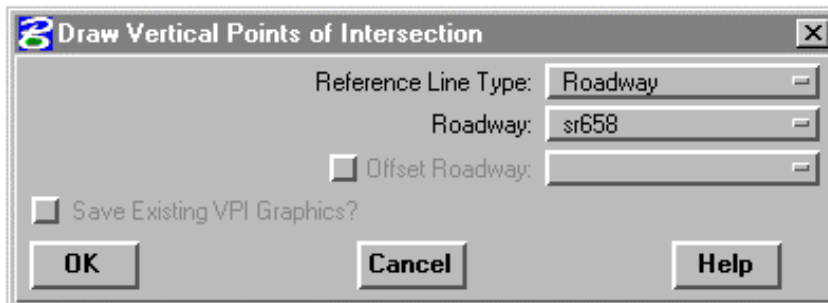 Draw Vertical Points of Intersection
Reference Line Type: Roadway
Roadway: sr658
Offset Roadway:
Save Existing VPI Graphics?
OK Cancel Help